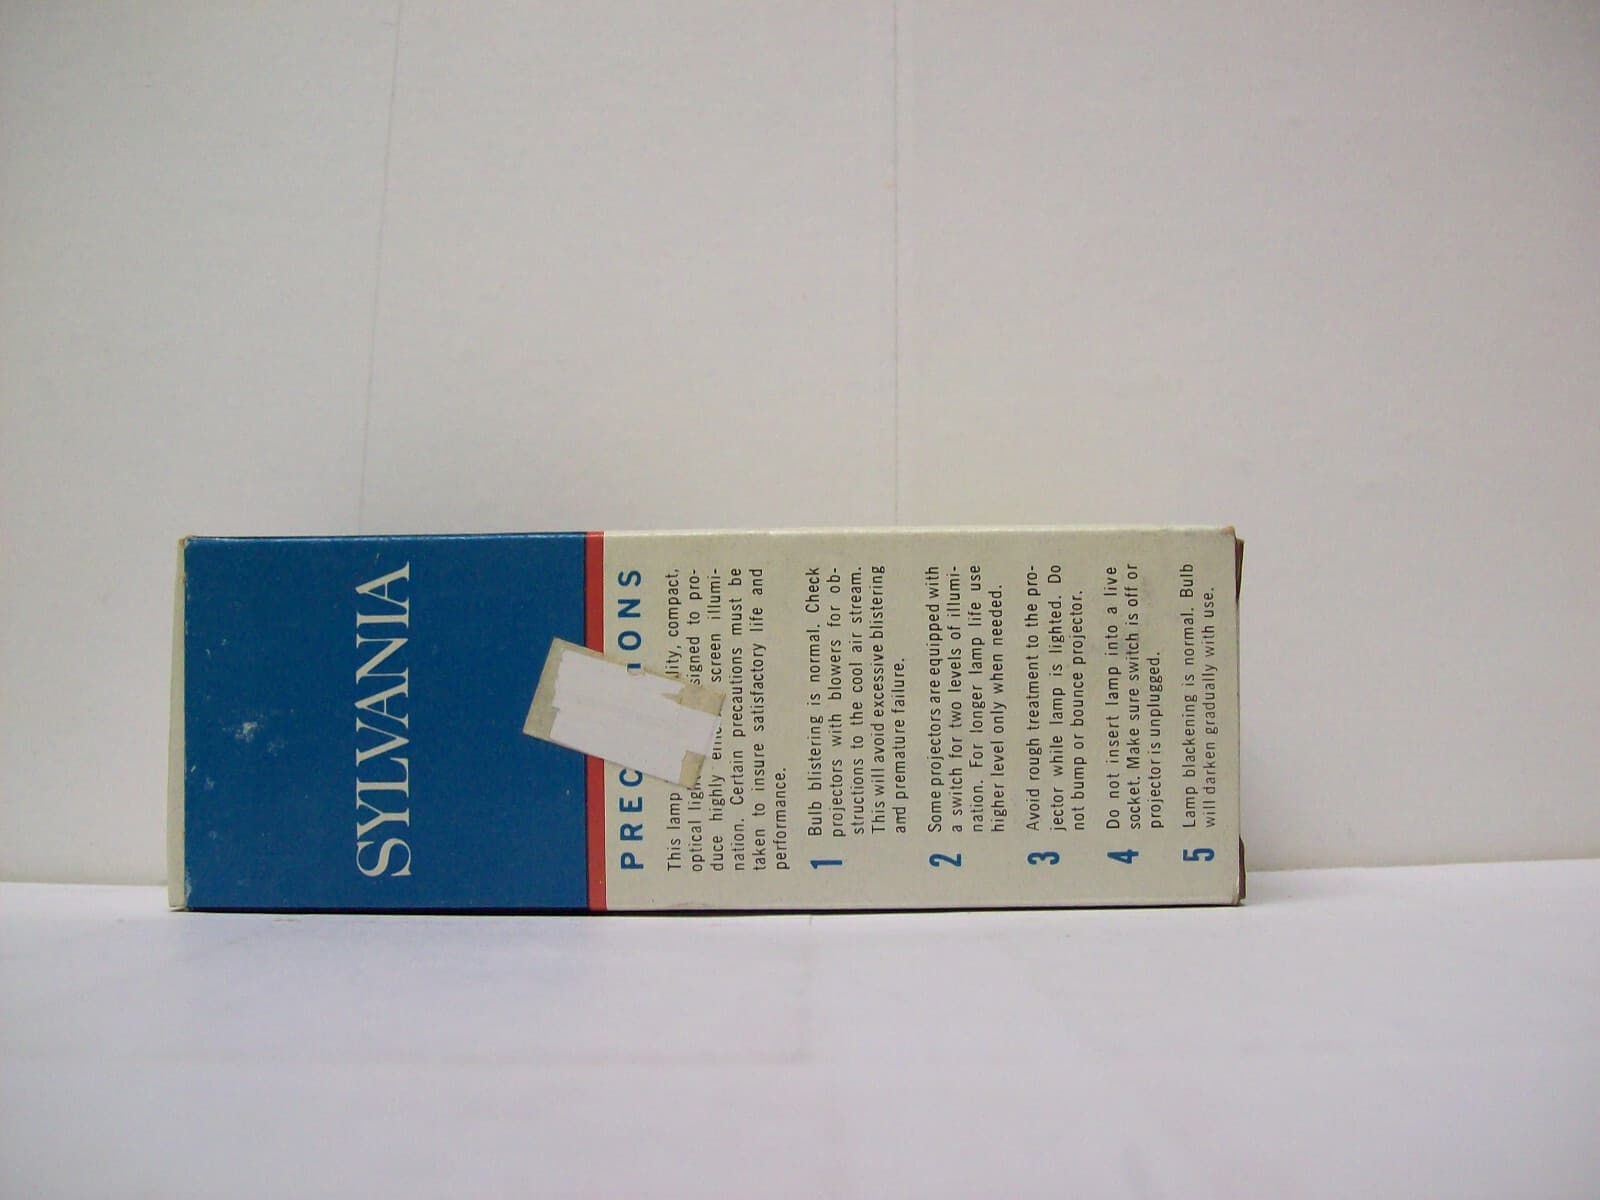 SYLVANIA
PREC IONS
This lamp lity, compact,
optical lig signed to pro-
duce highly screen illumi-
nation. Certain precautions must be
taken to insure satisfactory life and
performance.
1 Bulb blistering is normal. Check
projectors with blowers for ob-
structions to the cool air stream.
This will avoid excessive blistering
and premature failure.
2 Some projectors are equipped with
a switch for two levels of illumi-
nation. For longer lamp life use
higher level only when needed.
3 Avoid rough treatment to the pro-
jector while lamp is lighted. Do
not bump or bounce projector.
4 Do not insert lamp into a live
socket. Make sure switch is off or
projector is unplugged.
5 Lamp blackening is normal. Bulb
will darken gradually with use.